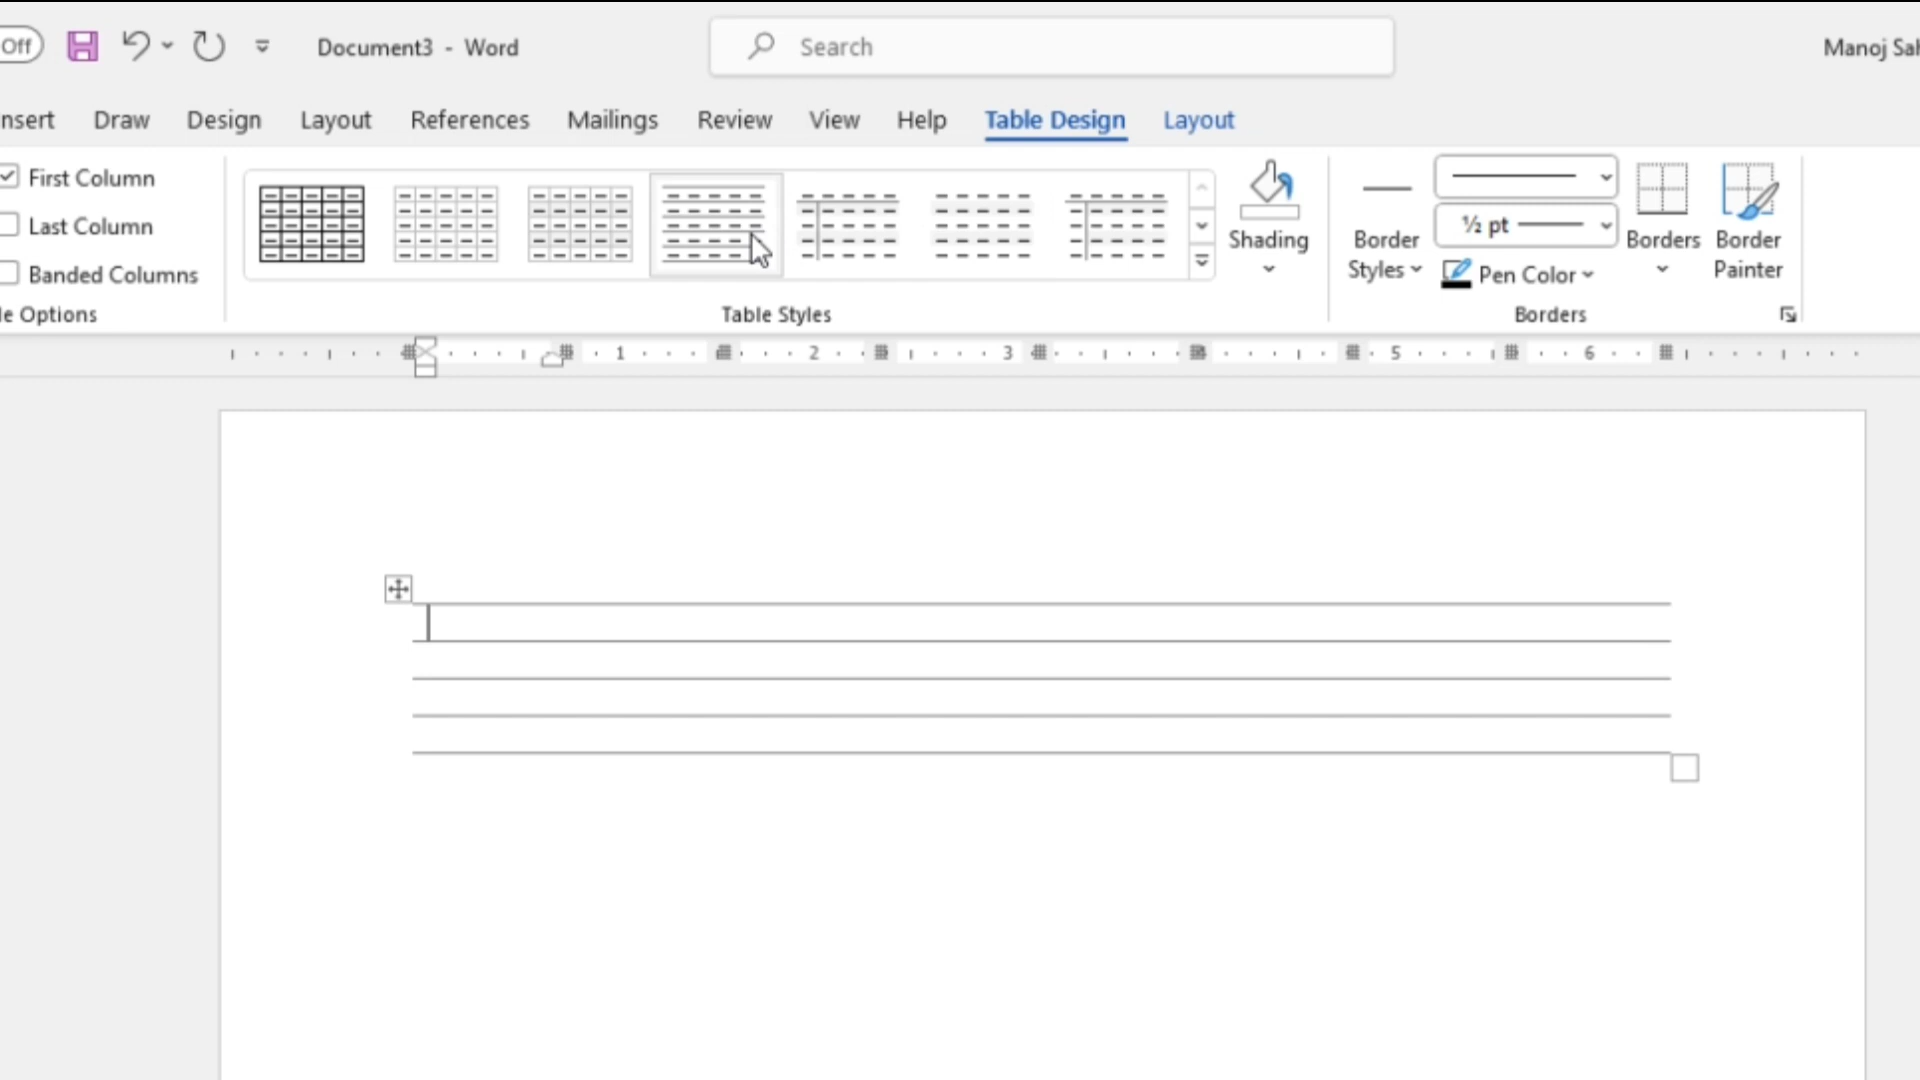 Off
Document3 - Word
Search
Manoj Sah
nsert
Draw
Design
Layout
References
Mailings
Review
View
Help
Table Design
Layout
First Column
Last Column
Banded Columns
le Options
Table Styles
Shading
Border
Styles
½ pt
Pen Color
Borders
Border
Painter
Borders
1 2 3 5 6